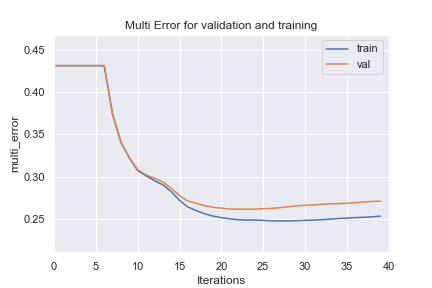 Multi Error for validation and training
train
val
multi_error
0.45
0.40
0.35
0.30
0.25
0 5 10 15 20 25 30 35 40
Iterations